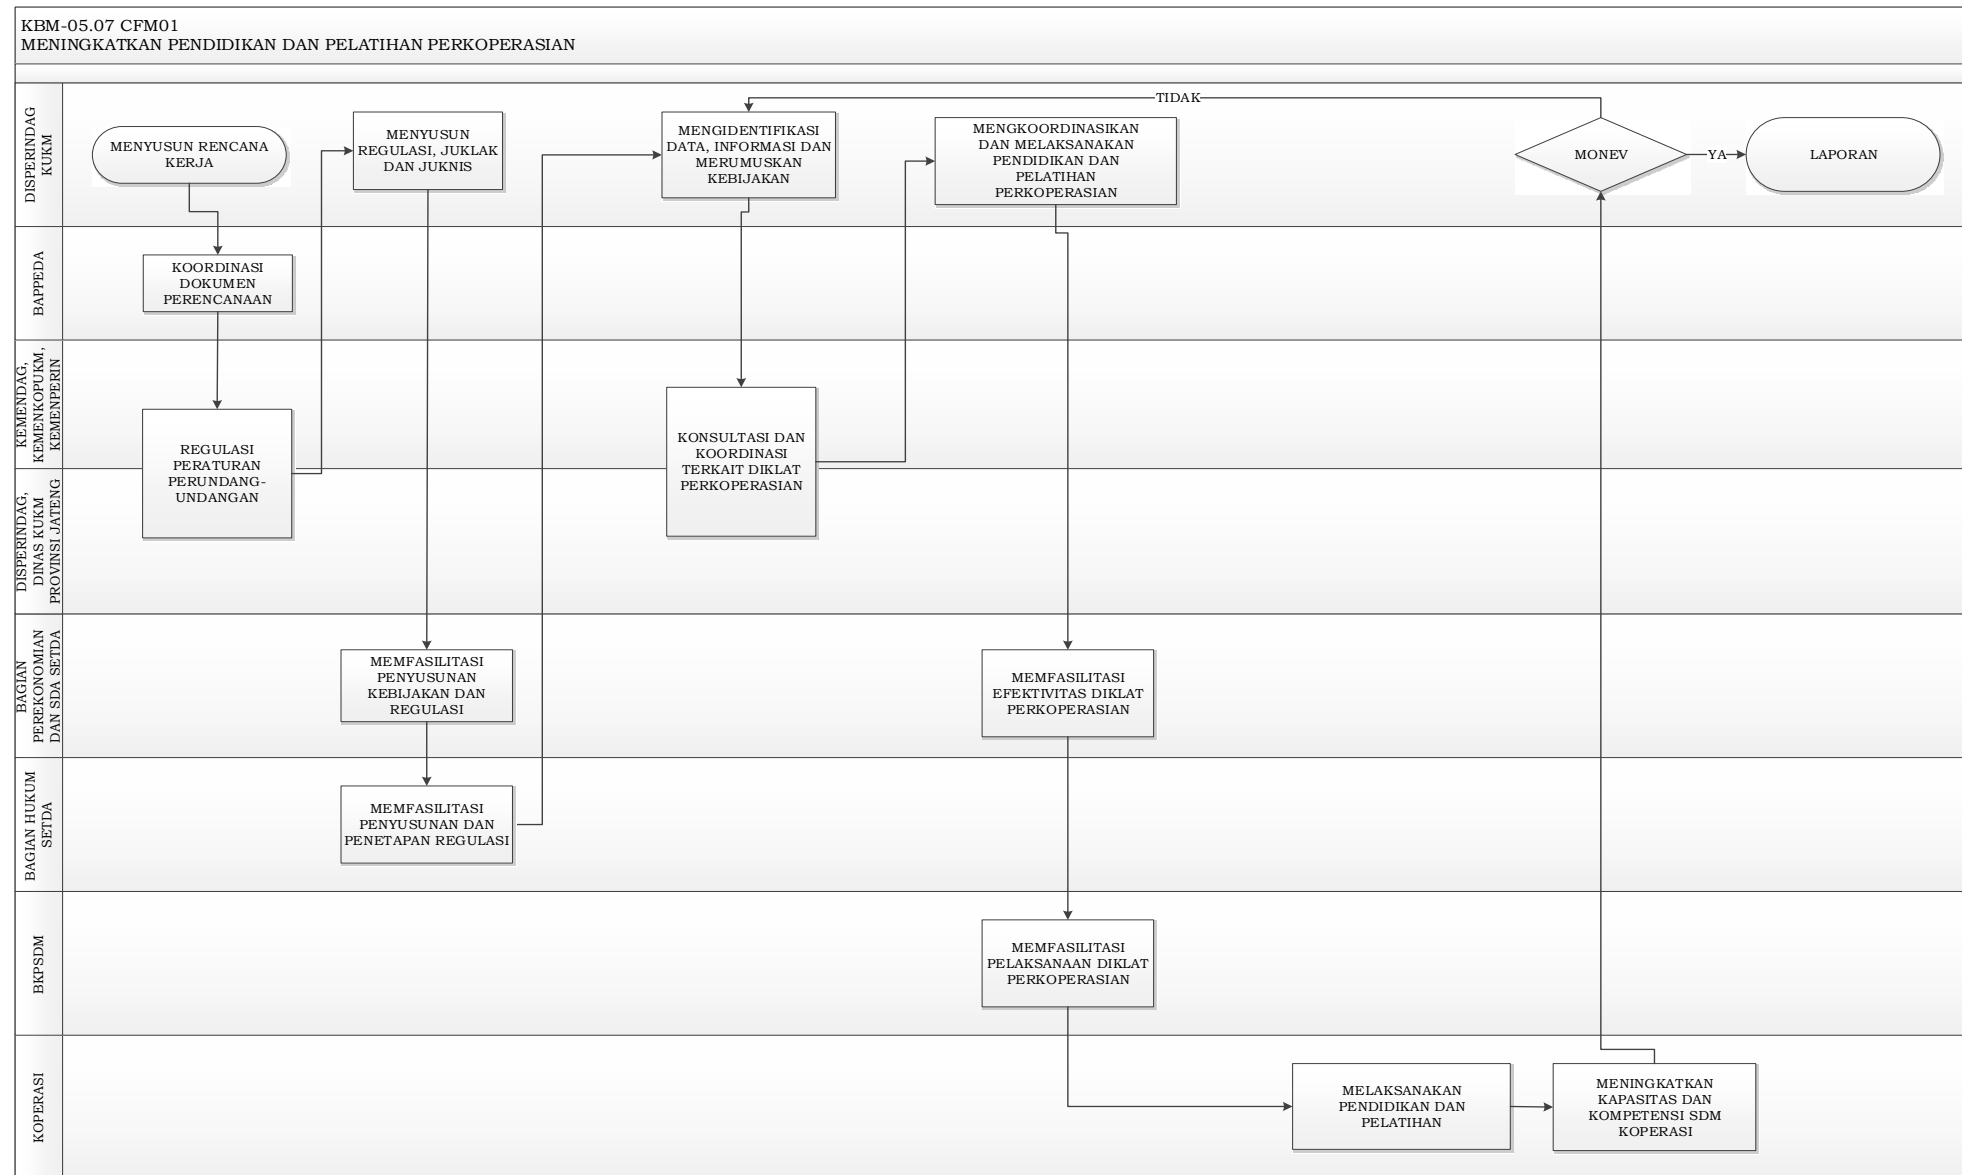 KBM-05.07 CFM01
MENINGKATKAN PENDIDIKAN DAN PELATIHAN PERKOPERASIAN
DISPERINDAG
KUKM
MENYUSUN RENCANA
KERJA
MENYUSUN
REGULASI, JUKLAK
DAN JUKNIS
MENGIDENTIFIKASI
DATA, INFORMASI DAN
MERUMUSKAN
KEBIJAKAN
MENGKOORDINASIKAN
DAN MELAKSANAKAN
PENDIDIKAN DAN
PELATIHAN
PERKOPERASIAN
TIDAK
MONEV
YA
LAPORAN
BAPPEDA
KOORDINASI
DOKUMEN
PERENCANAAN
KEMENDAG,
KEMENKOPUKM,
KEMENPERIN
REGULASI
PERATURAN
PERUNDANG-
UNDANGAN
KONSULTASI DAN
KOORDINASI
TERKAIT DIKLAT
PERKOPERASIAN
DISPERINDAG,
DINAS KUKM
PROVINSI JATENG
BAGIAN
PEREKONOMIAN
DAN SDA SETDA
MEMFASILITASI
PENYUSUNAN
KEBIJAKAN DAN
REGULASI
MEMFASILITASI
EFEKTIVITAS DIKLAT
PERKOPERASIAN
BAGIAN HUKUM
SETDA
MEMFASILITASI
PENYUSUNAN DAN
PENETAPAN REGULASI
BKPSDM
MEMFASILITASI
PELAKSANAAN DIKLAT
PERKOPERASIAN
KOPERASI
MELAKSANAKAN
PENDIDIKAN DAN
PELATIHAN
MENINGKATKAN
KAPASITAS DAN
KOMPETENSI SDM
KOPERASI